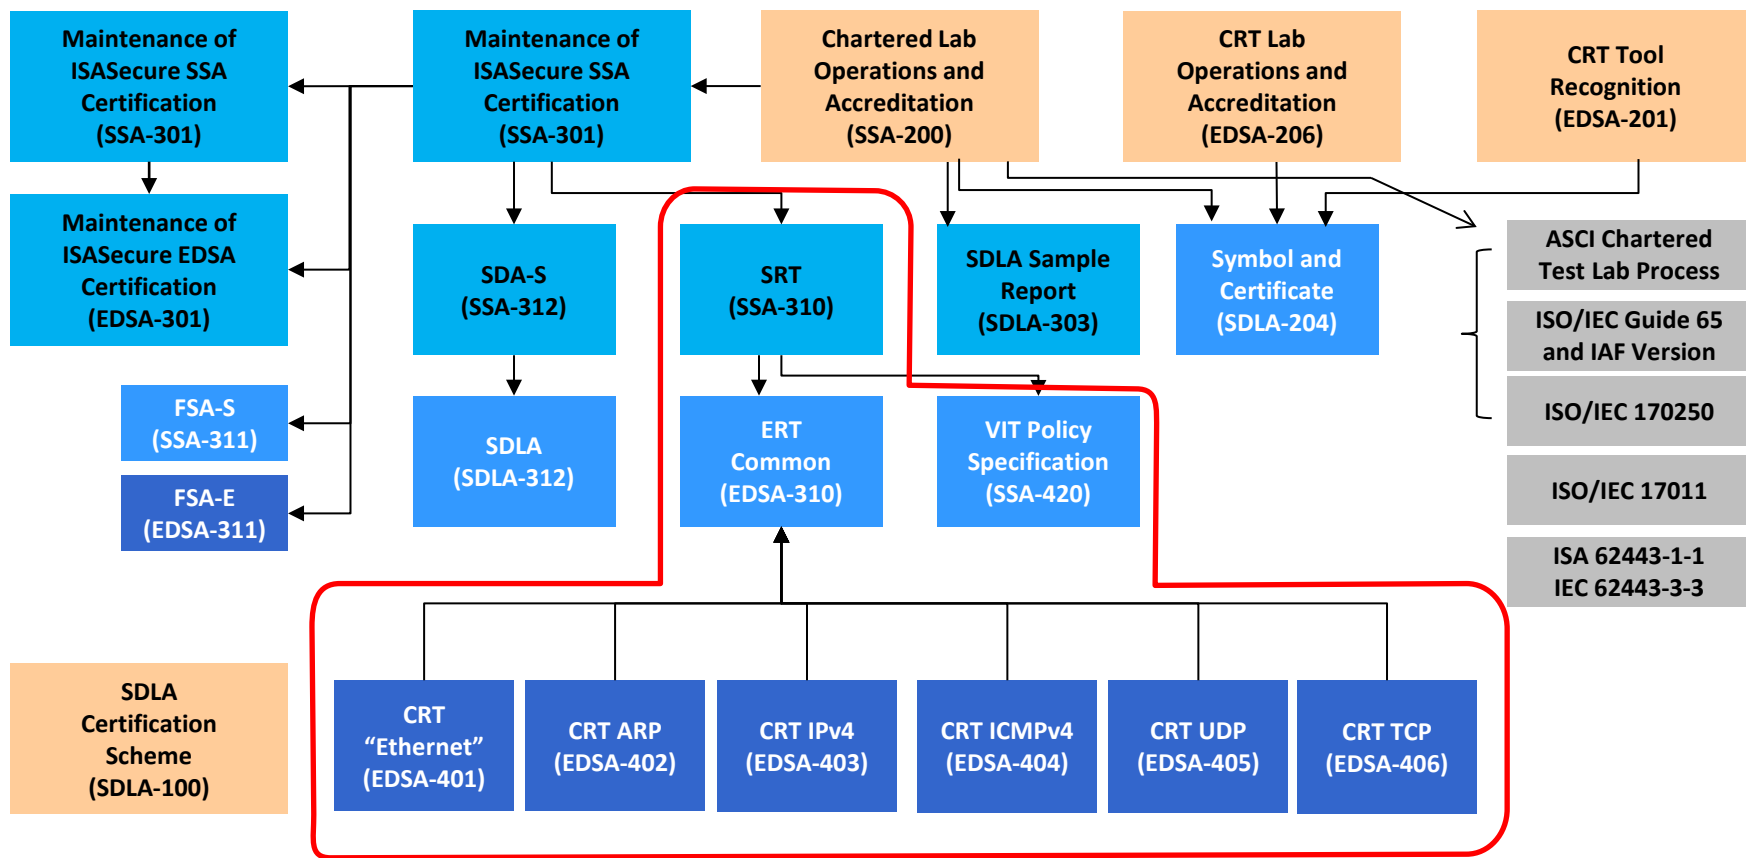 Maintenance of
ISASecure SSA
Certification
(SSA-301)
Maintenance of
ISASecure SSA
Certification
(SSA-301)
Chartered Lab
Operations and
Accreditation
(SSA-200)
CRT Lab
Operations and
Accreditation
(EDSA-206)
CRT Tool
Recognition
(EDSA-201)
Maintenance of
ISASecure EDSA
Certification
(EDSA-301)
SDA-S
(SSA-312)
SRT
(SSA-310)
SDLA Sample
Report
(SDLA-303)
Symbol and
Certificate
(SDLA-204)
ASCI Chartered
Test Lab Process
ISO/IEC Guide 65
and IAF Version
ISO/IEC 170250
ISO/IEC 17011
ISA 62443-1-1
IEC 62443-3-3
FSA-S
(SSA-311)
FSA-E
(EDSA-311)
SDLA
(SDLA-312)
ERT
Common
(EDSA-310)
VIT Policy
Specification
(SSA-420)
SDLA
Certification
Scheme
(SDLA-100)
CRT
“Ethernet”
(EDSA-401)
CRT ARP
(EDSA-402)
CRT IPv4
(EDSA-403)
CRT ICMPv4
(EDSA-404)
CRT UDP
(EDSA-405)
CRT TCP
(EDSA-406)